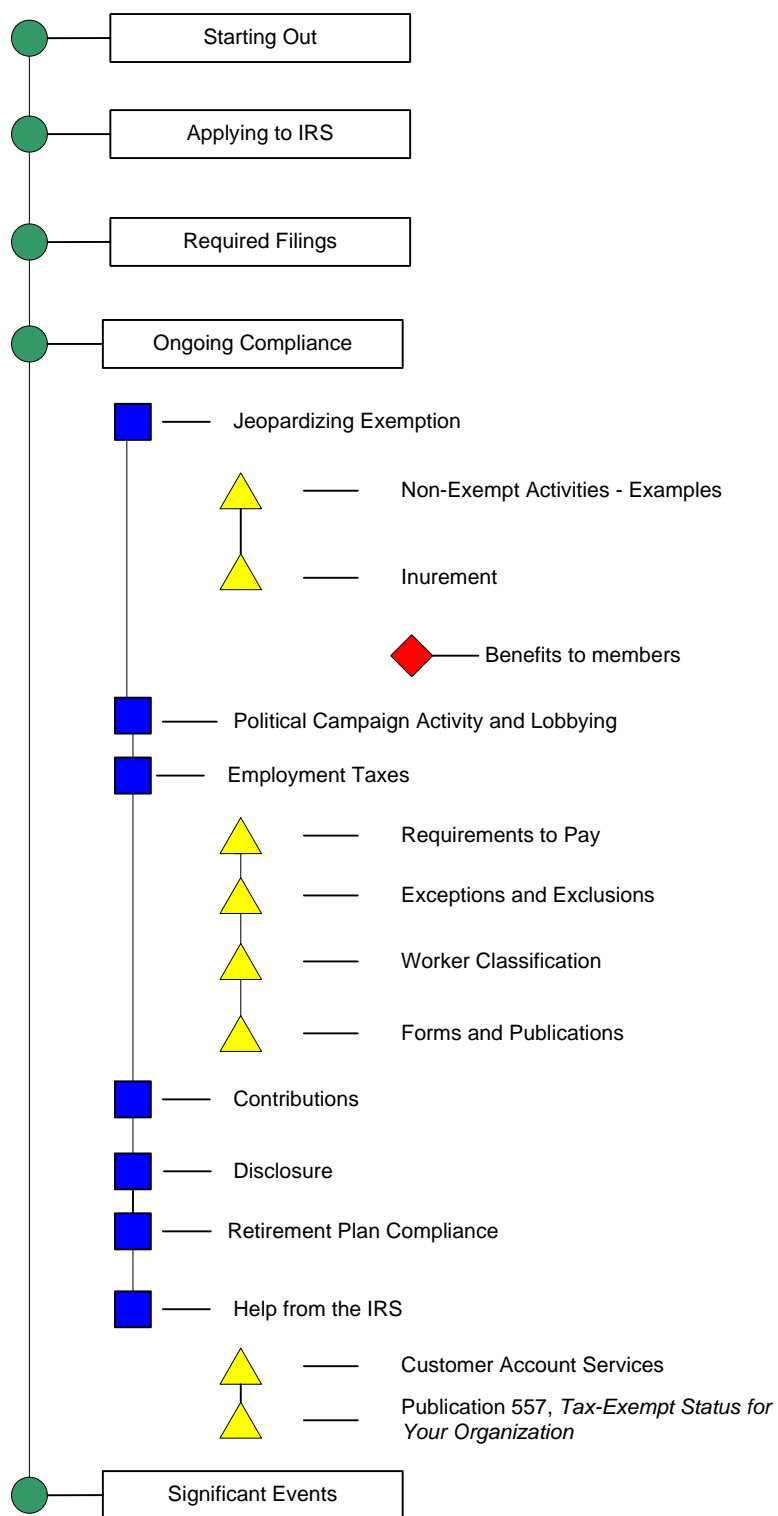 Starting Out
Applying to IRS
Required Filings
Ongoing Compliance
Jeopardizing Exemption
Non-Exempt Activities - Examples
Inurement
Benefits to members
Political Campaign Activity and Lobbying
Employment Taxes
Requirements to Pay
Exceptions and Exclusions
Worker Classification
Forms and Publications
Contributions
Disclosure
Retirement Plan Compliance
Help from the IRS
Customer Account Services
Publication 557, Tax-Exempt Status for
Your Organization
Significant Events